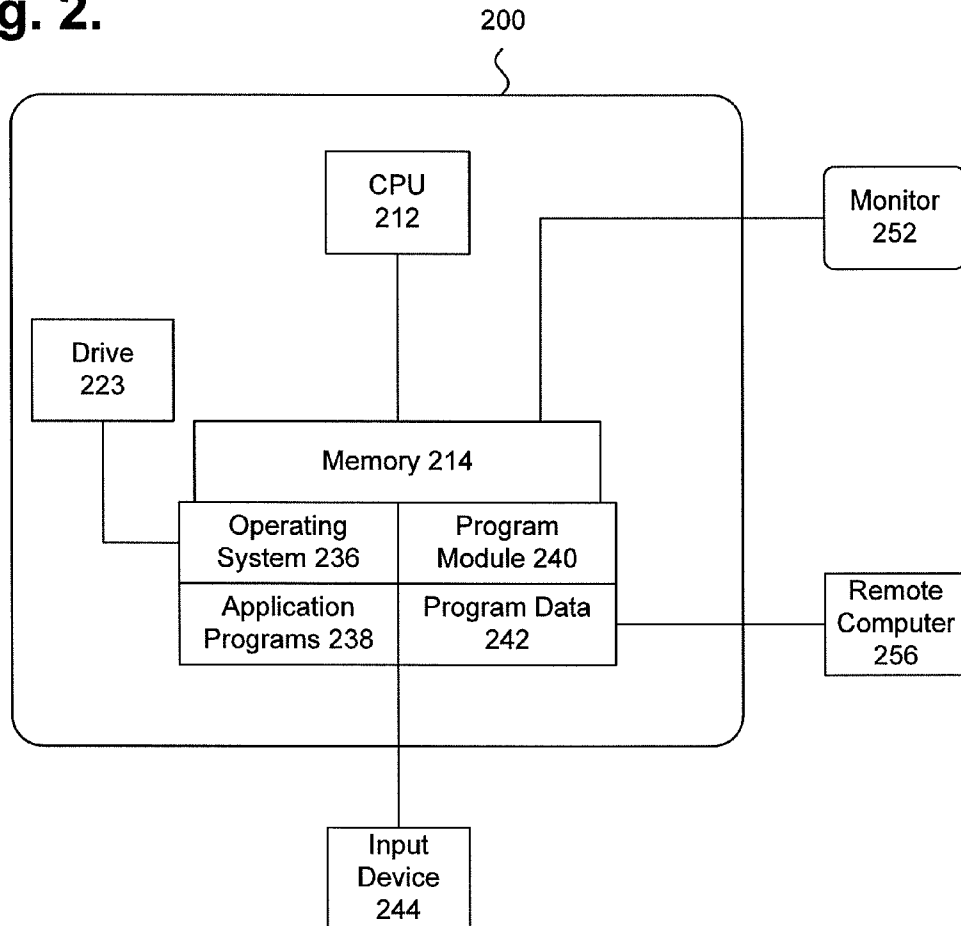 g. 2.
200
CPU
212
Monitor
252
Drive
223
Memory 214
Operating
System 236
Program
Module 240
Application
Programs 238
Program Data
242
Remote
Computer
256
Input
Device
244